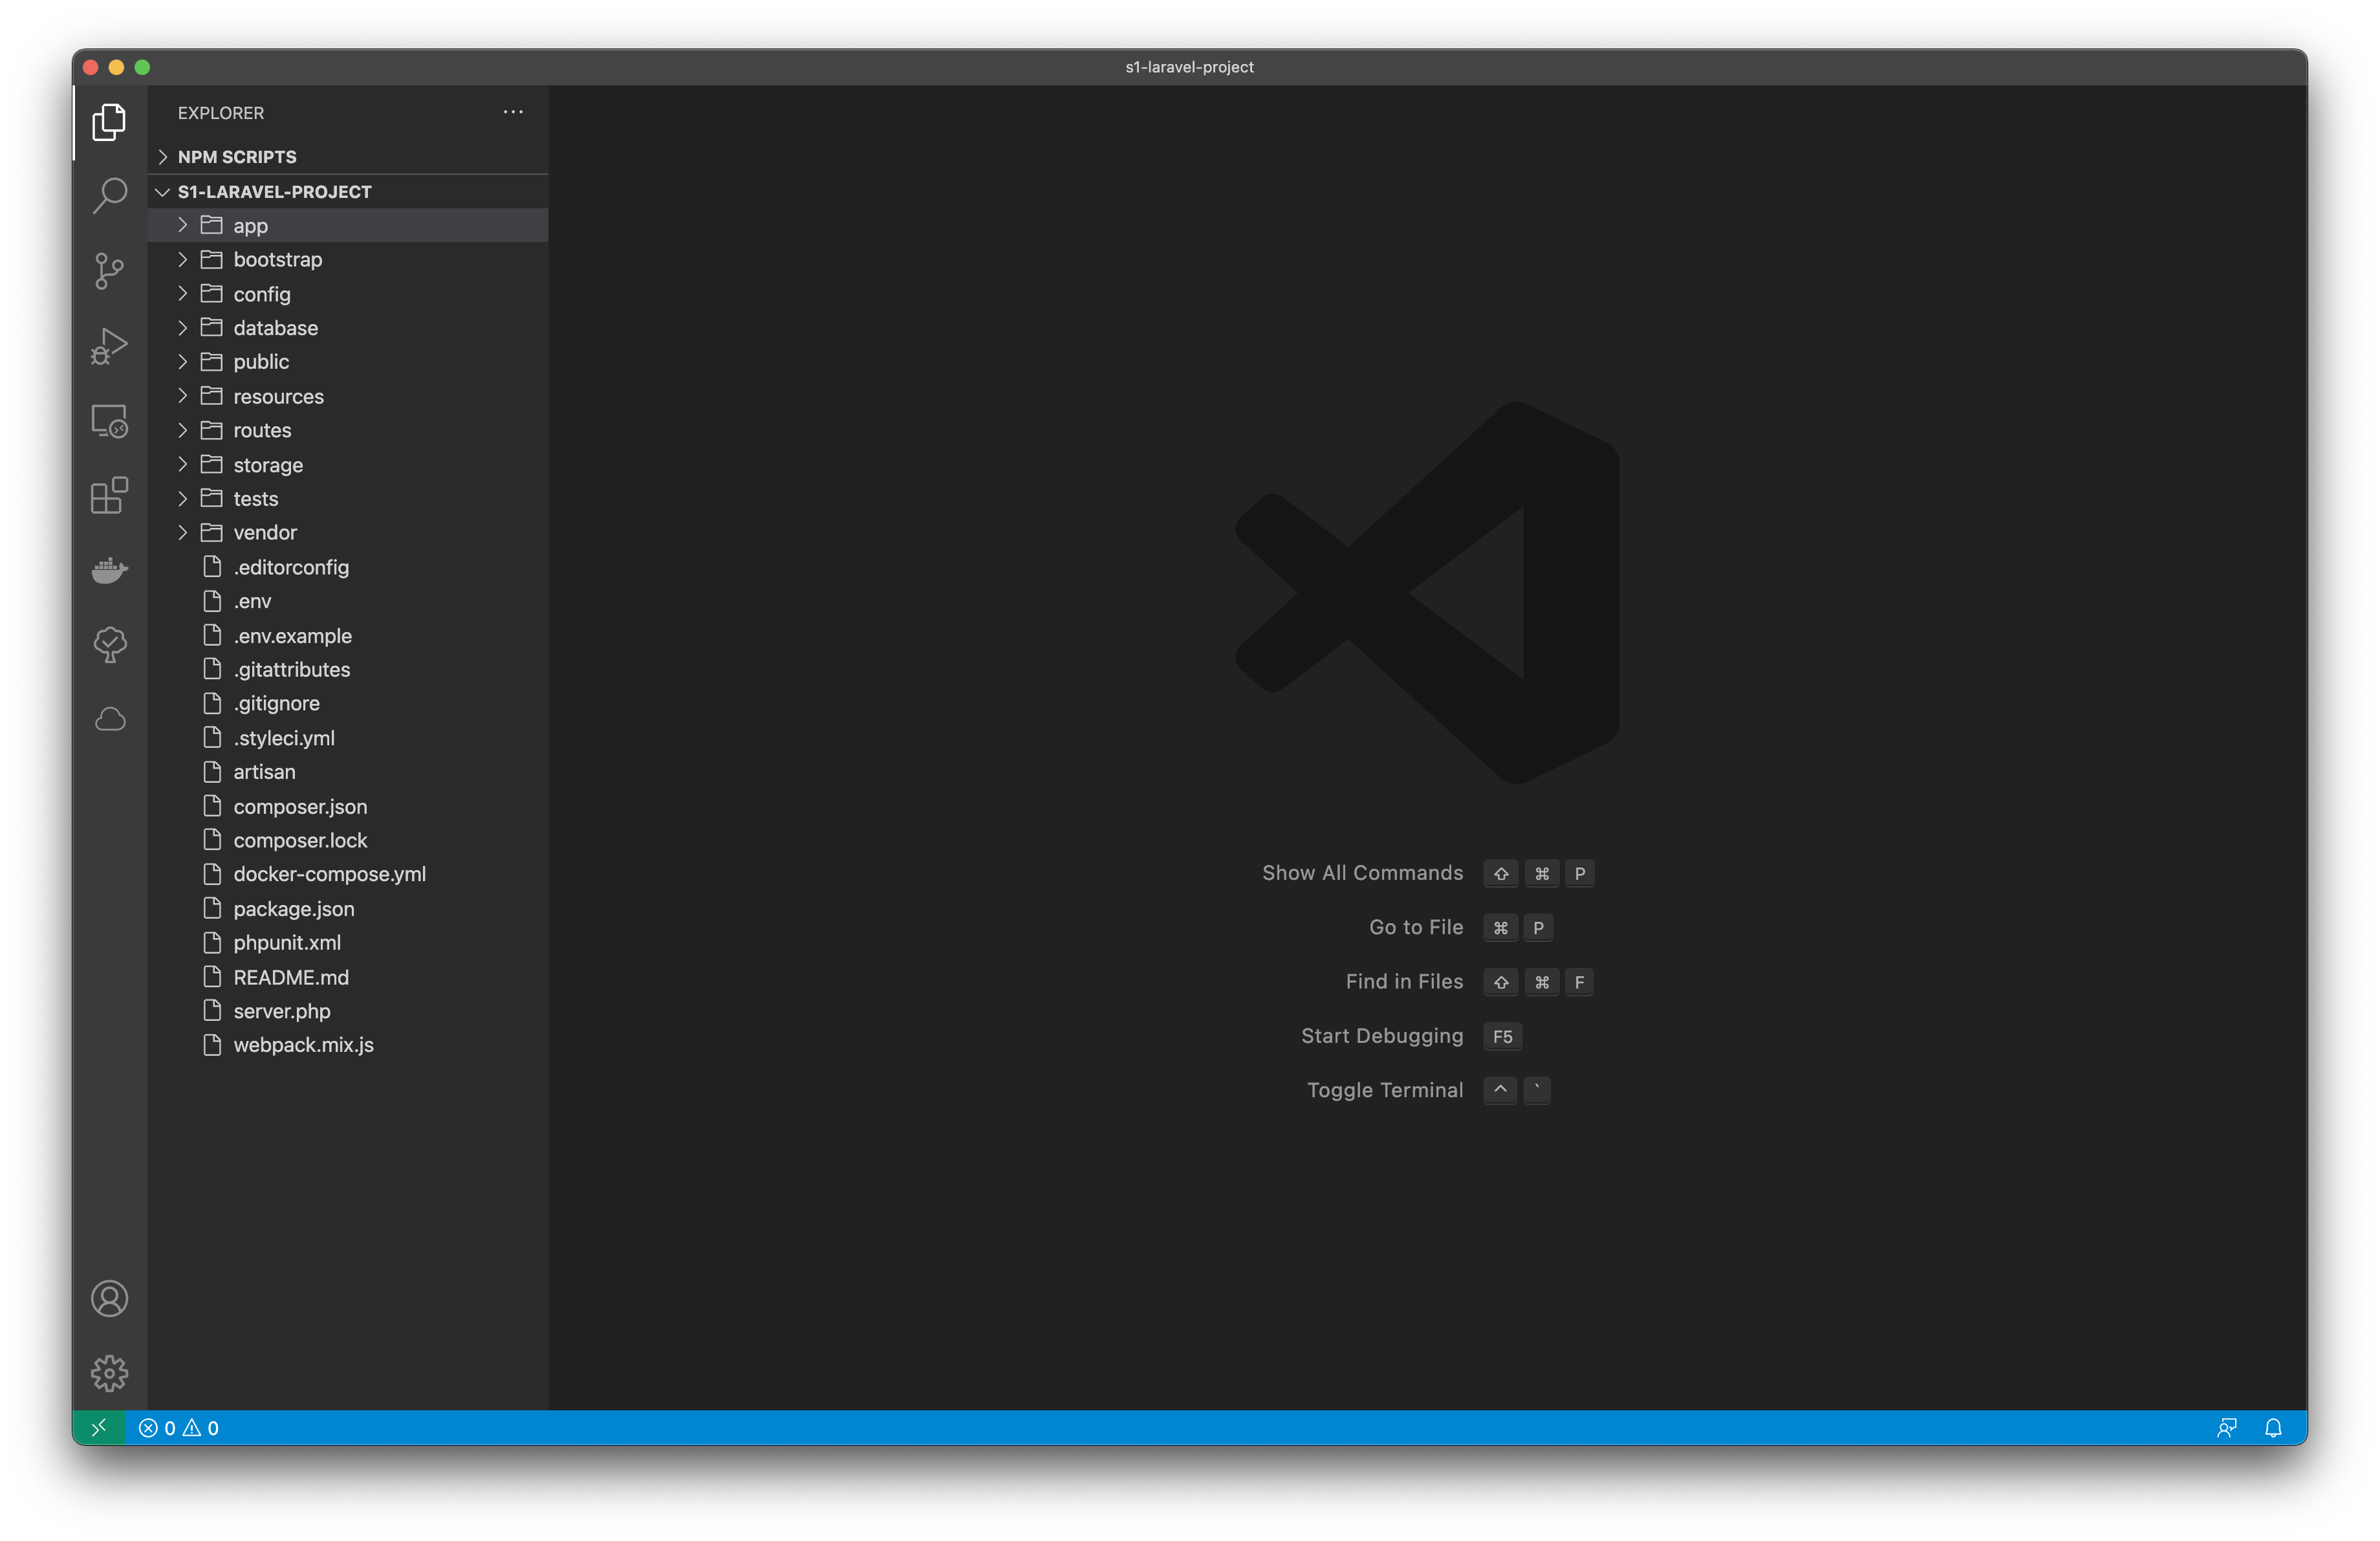 s1-laravel-project
EXPLORER
NPM SCRIPTS
S1-LARAVEL-PROJECT
app
bootstrap
config
database
public
resources
routes
storage
tests
vendor
.editorconfig
.env
.env.example
.gitattributes
.gitignore
.styleci.yml
artisan
composer.json
composer.lock
docker-compose.yml
package.json
phpunit.xml
README.md
server.php
webpack.mix.js
Show All Commands ⇧ ⌘ P
Go to File ⌘ P
Find in Files ⇧ ⌘ F
Start Debugging F5
Toggle Terminal ^ `
0 0